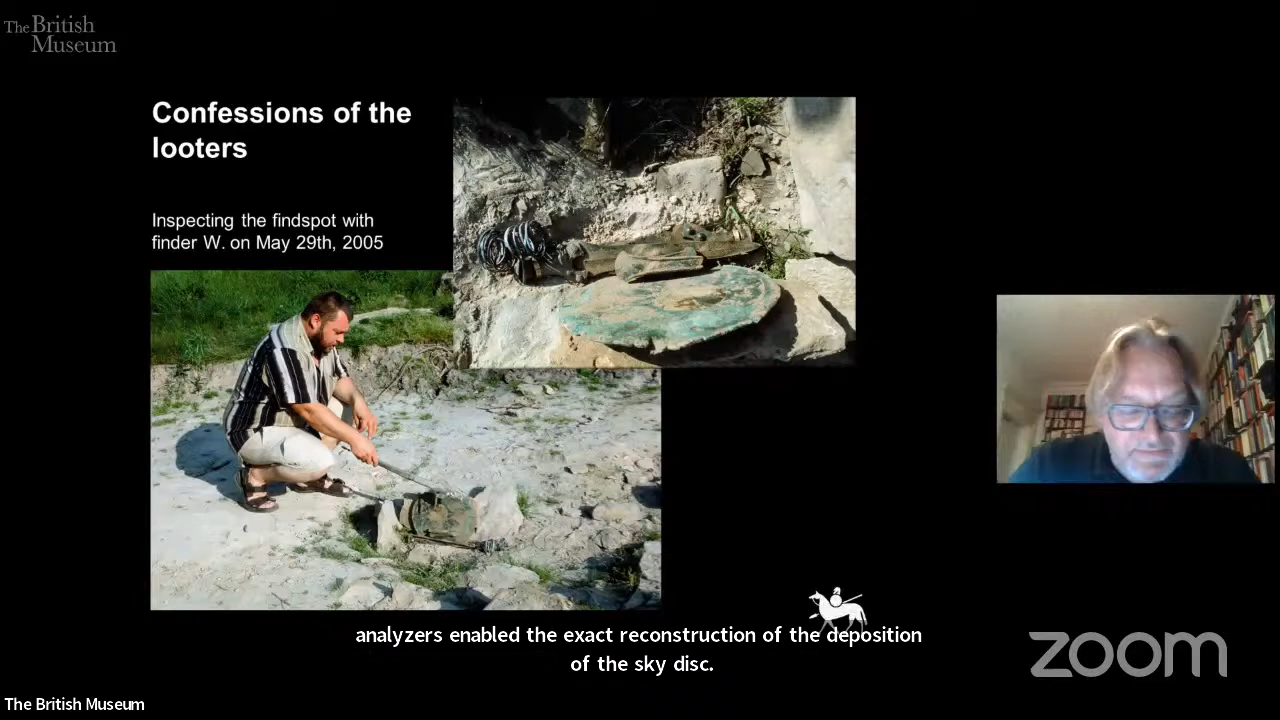 The British
Museum
Confessions of the
looters
Inspecting the findspot with
finder W. on May 29th, 2005
analyzers enabled the exact reconstruction of the deposition
of the sky disc.
zoom
The British Museum